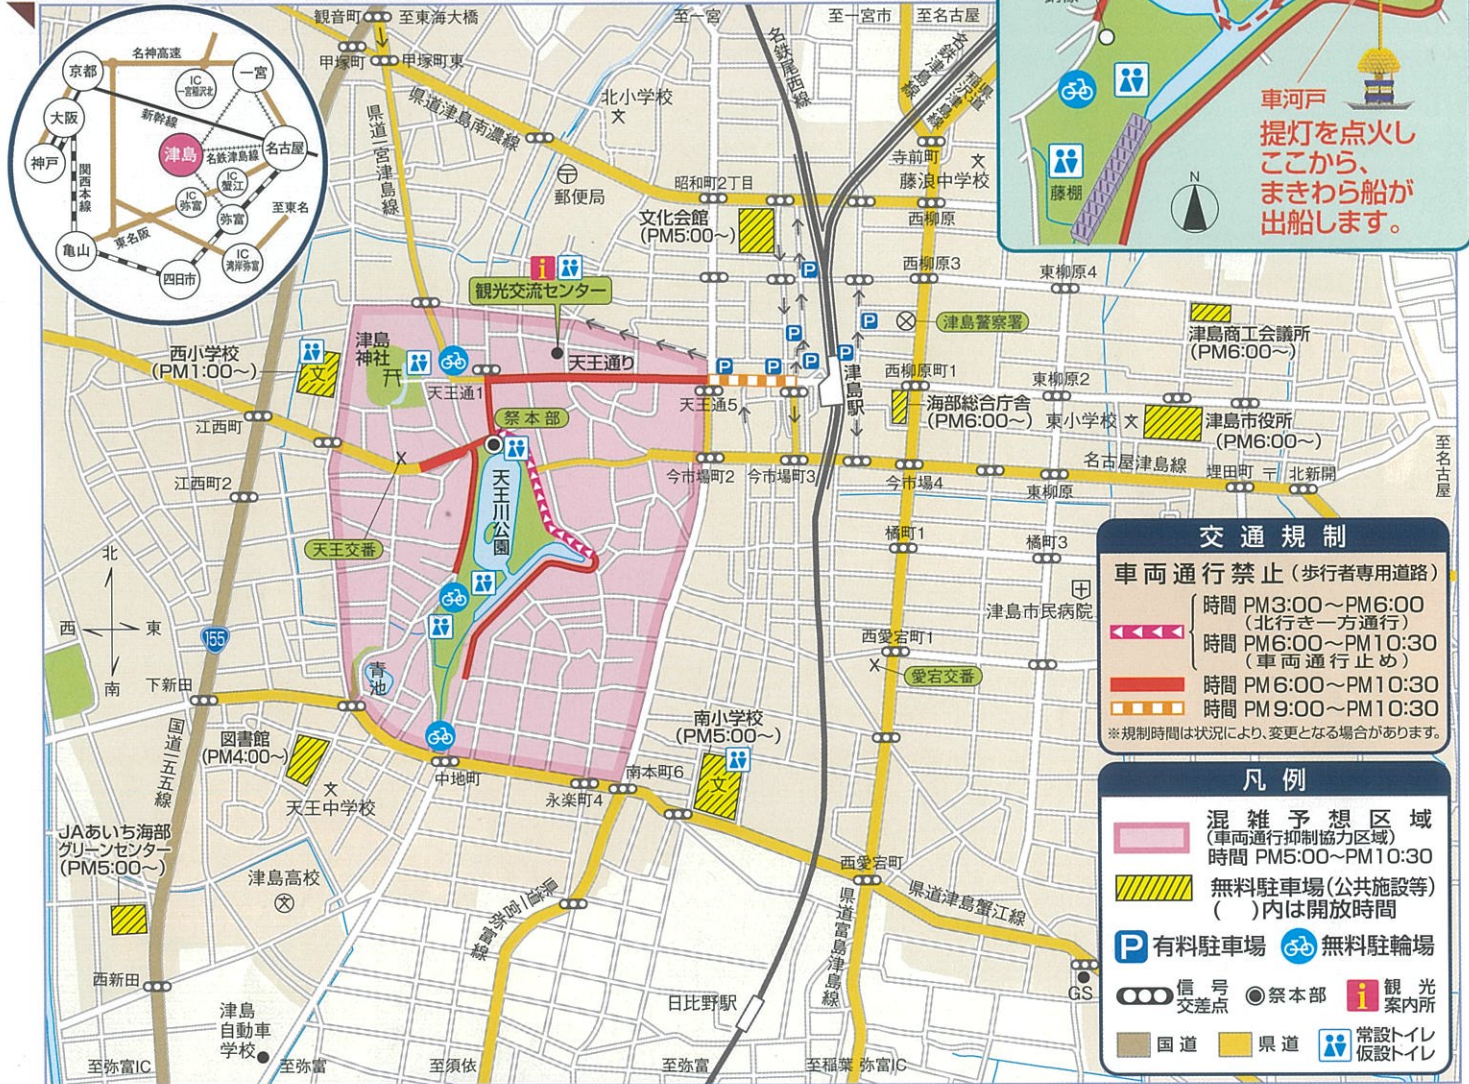 観音町
至東海大橋
至一宮
至一宮市
至名古屋
名神高速
京都
IC
一宮稲沢北
一宮
大阪
新幹線
津島
名鉄津島線
名古屋
神戸
関西本線
IC
蟹江
IC
弥富
弥富
至東名
亀山
東名阪
四日市
IC
湾岸弥富
甲塚町
甲塚町東
県道一宮津島線
県道津島南濃線
北小学校
文
名鉄尾西線
名鉄津島線
寺前町
文
藤浪中学校
郵便局
昭和町2丁目
西柳原
文化会館
(PM5:00～)
西柳原3
東柳原4
i
観光交流センター
P
P
P
P
P
P
P
津島警察署
津島商工会議所
(PM6:00～)
西小学校
(PM1:00～)
文
津島
神社
天王通り
天王通1
天王通5
津島駅
西柳原町1
東柳原2
海部総合庁舎
(PM6:00～)
東小学校
文
津島市役所
(PM6:00～)
祭本部
江西町
江西町2
天王川公園
今市場町2
今市場町3
今市場4
名古屋津島線
東柳原
埋田町
〒
北新開
至名古屋
天王交番
橘町1
橘町3
津島市民病院
北
西
東
南
155
西愛宕町1
愛宕交番
青池
下新田
国道一五五線
図書館
(PM4:00～)
文
天王中学校
中地町
永楽町4
南本町6
南小学校
(PM5:00～)
文
JAあいち海部
グリーンセンター
(PM5:00～)
津島高校
県道一宮弥富線
西愛宕町
県道津島蟹江線
県道富島津島線
西新田
津島
自動車
学校
日比野駅
GS
至弥富IC
至弥富
至須依
至弥富
至稲葉
弥富IC
車河戸
提灯を点火し
ここから、
まきわら船が
出船します。
藤棚
N
交通規制
車両通行禁止(歩行者専用道路)
時間 PM3:00～PM6:00
(北行き一方通行)
時間 PM6:00～PM10:30
(車両通行止め)
時間 PM6:00～PM10:30
時間 PM9:00～PM10:30
※規制時間は状況により、変更となる場合があります。
凡例
混雑予想区域
(車両通行抑制協力区域)
時間 PM5:00～PM10:30
無料駐車場(公共施設等)
( )内は開放時間
P 有料駐車場
無料駐輪場
信号
交差点
祭本部
i 観光
案内所
国道
県道
常設トイレ
仮設トイレ